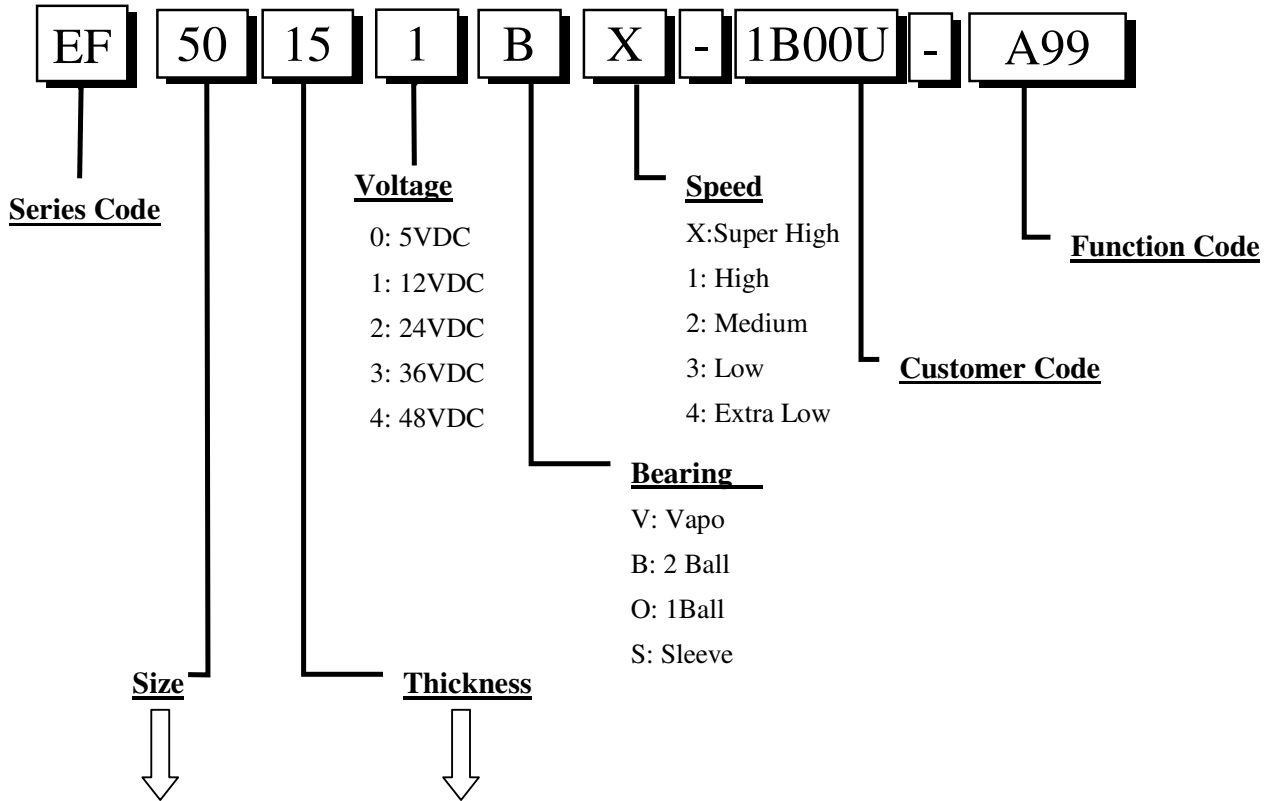 EF 50 15 1 B X - 1B00U - A99
Series Code
Voltage
0: 5VDC
1: 12VDC
2: 24VDC
3: 36VDC
4: 48VDC
Speed
X:Super High
1: High
2: Medium
3: Low
4: Extra Low
Function Code
Customer Code
Bearing
V: Vapo
B: 2 Ball
O: 1Ball
S: Sleeve
Size
Thickness